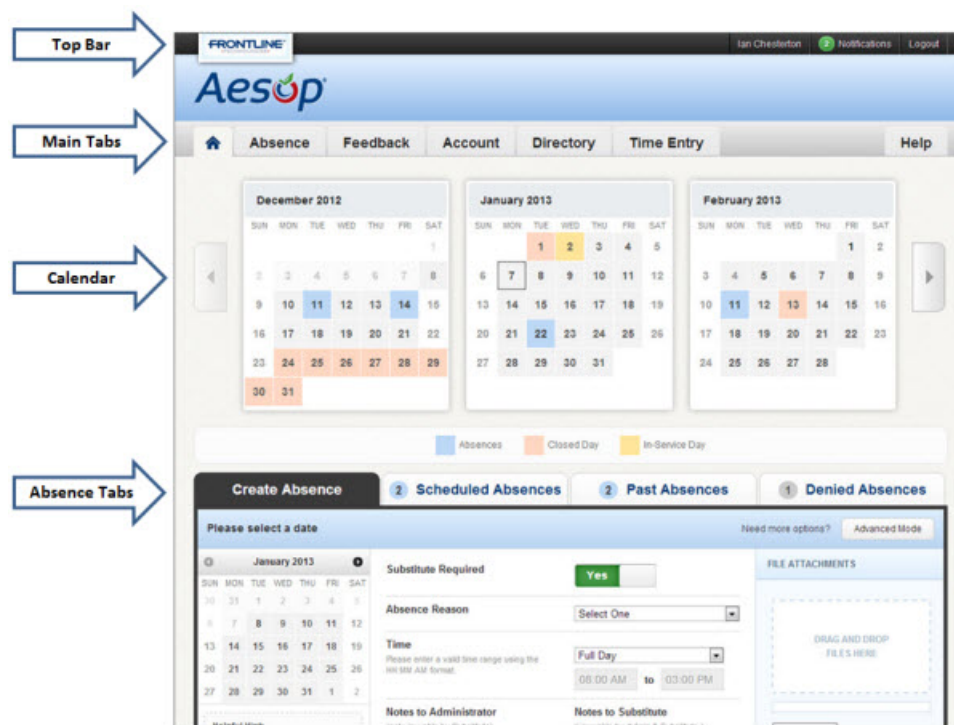 Top Bar
FRONTLINE
Ian Chesterton 2 Notifications Logout
Aesop
Main Tabs
Absence Feedback Account Directory Time Entry Help
Calendar
December 2012
SUN MON TUE WED THU FRI SAT
1
2 3 4 5 6 7 8
9 10 11 12 13 14 15
16 17 18 19 20 21 22
23 24 25 26 27 28 29
30 31
January 2013
SUN MON TUE WED THU FRI SAT
1 2 3 4 5
6 7 8 9 10 11 12
13 14 15 16 17 18 19
20 21 22 23 24 25 26
27 28 29 30 31
February 2013
SUN MON TUE WED THU FRI SAT
1 2
3 4 5 6 7 8 9
10 11 12 13 14 15 16
17 18 19 20 21 22 23
24 25 26 27 28
Absences Closed Day In-Service Day
Absence Tabs
Create Absence 2 Scheduled Absences 2 Past Absences 1 Denied Absences
Please select a date Need more options? Advanced Mode
January 2013
SUN MON TUE WED THU FRI SAT
30 31 1 2 3 4 5
6 7 8 9 10 11 12
13 14 15 16 17 18 19
20 21 22 23 24 25 26
27 28 29 30 31 1 2
Substitute Required Yes
Absence Reason Select One
Time
Please enter a valid time range using the
HH:MM AM format.
Full Day
08:00 AM to 03:00 PM
Notes to Administrator Notes to Substitute
FILE ATTACHMENTS
DRAG AND DROP
FILES HERE